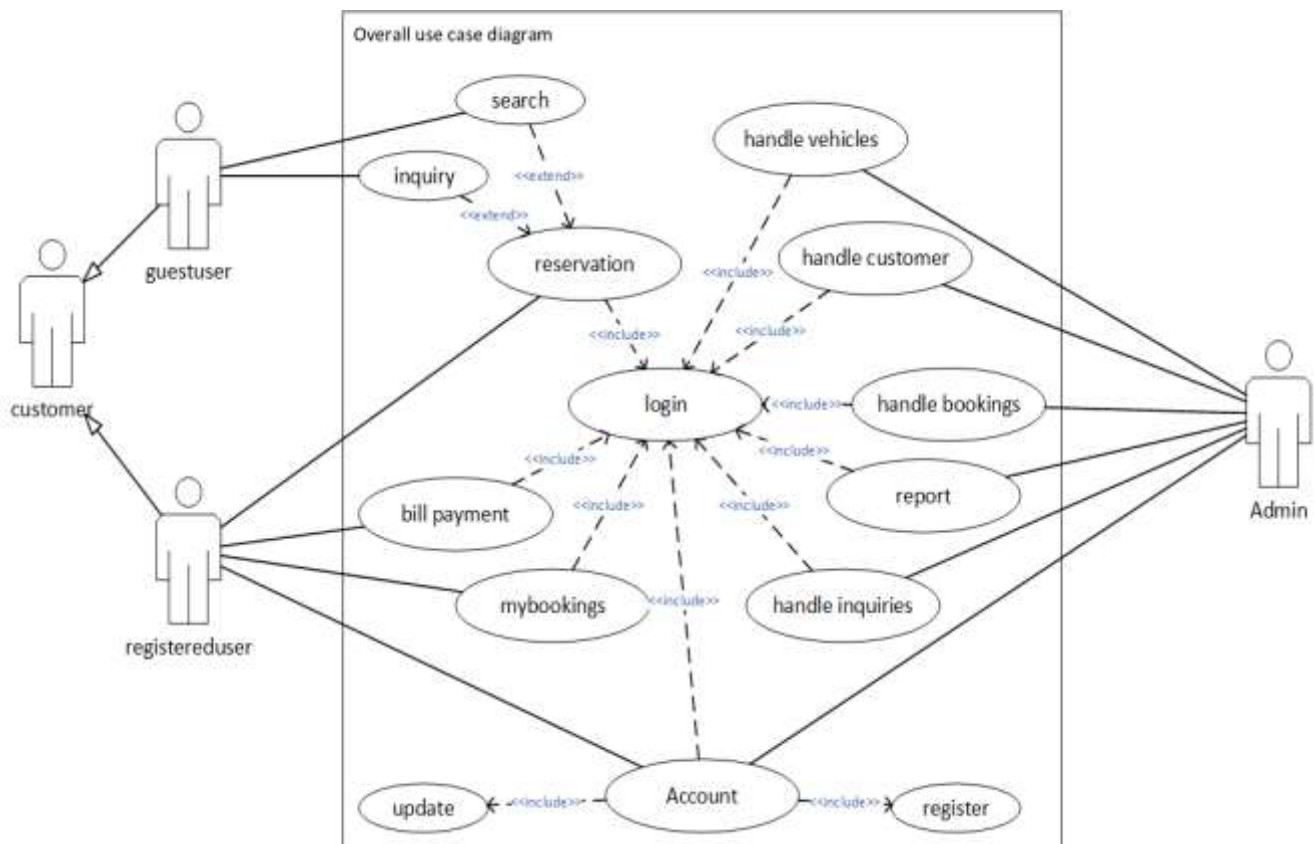 Overall use case diagram
search
handle vehicles
inquiry
<<extend>>
<<extend>>
guestuser
reservation
<<include>>
handle customer
<<include>>
<<include>>
customer
login
<<include>>
handle bookings
<<include>>
<<include>>
bill payment
<<include>>
<<include>>
report
Admin
mybookings
<<include>>
handle inquiries
registereduser
update
<<include>>
Account
<<include>>
register